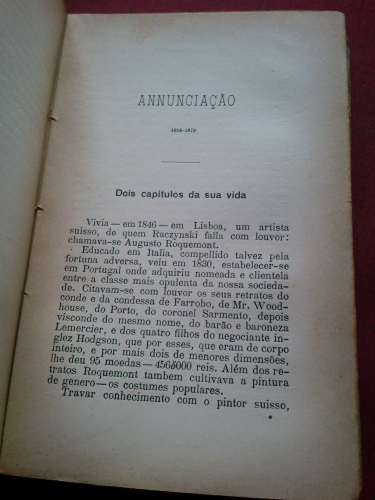 ANNUNCIAÇÃO
1818-1879
Dois capitulos da sua vida
Vivia—em 1846—em Lisboa, um artista
suisso, de quem Raczynski falla com louvor:
chamava-se Augusto Roquemont.
Educado em Italia, compellido talvez pela
fortuna adversa, veiu em 1830, estabelecer-se
em Portugal onde adquiriu nomeada e clientela
entre a classe mais opulenta da nossa socieda-
de. Citavam-se com louvor os seus retratos do
conde e da condessa de Farrobo, de Mr. Wood-
house, do Porto, do coronel Sarmento, depois
visconde do mesmo nome, do barão e baroneza
Lemercier, e dos quatro filhos do negociante in-
glez Hodgson, que por esses, que eram de corpo
inteiro, e por mais dois de menores dimensões,
lhe deu 95 moedas—456$000 reis. Além dos re-
tratos Roquemont tambem cultivava a pintura
de genero—os costumes populares.
Travar conhecimento com o pintor suisso,